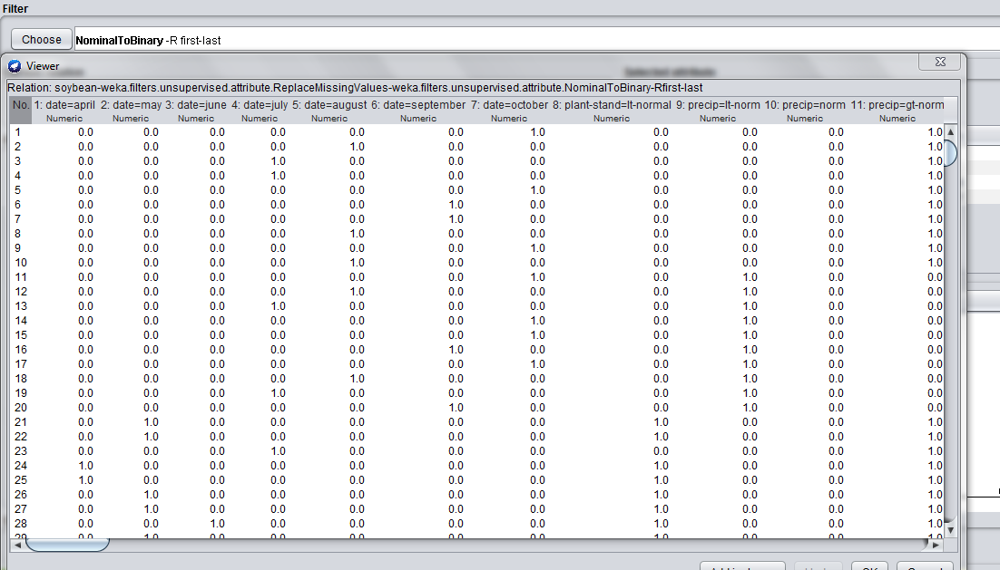 Filter
Choose NominalToBinary -R first-last
Viewer
Relation: soybean-weka.filters.unsupervised.attribute.ReplaceMissingValues-weka.filters.unsupervised.attribute.NominalToBinary-Rfirst-last
No. 1: date=april 2: date=may 3: date=june 4: date=july 5: date=august 6: date=september 7: date=october 8: plant-stand=lt-normal 9: precip=lt-norm 10: precip=norm 11: precip=gt-norm
Numeric Numeric Numeric Numeric Numeric Numeric Numeric Numeric Numeric Numeric Numeric
1 0.0 0.0 0.0 0.0 0.0 0.0 1.0 0.0 0.0 0.0 1.0
2 0.0 0.0 0.0 0.0 1.0 0.0 0.0 0.0 0.0 0.0 1.0
3 0.0 0.0 0.0 1.0 0.0 0.0 0.0 0.0 0.0 0.0 1.0
4 0.0 0.0 0.0 1.0 0.0 0.0 0.0 0.0 0.0 0.0 1.0
5 0.0 0.0 0.0 0.0 0.0 0.0 1.0 0.0 0.0 0.0 1.0
6 0.0 0.0 0.0 0.0 0.0 1.0 0.0 0.0 0.0 0.0 1.0
7 0.0 0.0 0.0 0.0 0.0 1.0 0.0 0.0 0.0 0.0 1.0
8 0.0 0.0 0.0 0.0 1.0 0.0 0.0 0.0 0.0 0.0 1.0
9 0.0 0.0 0.0 0.0 0.0 0.0 1.0 0.0 0.0 0.0 1.0
10 0.0 0.0 0.0 0.0 1.0 0.0 0.0 0.0 0.0 0.0 1.0
11 0.0 0.0 0.0 0.0 0.0 0.0 1.0 0.0 1.0 0.0 0.0
12 0.0 0.0 0.0 0.0 1.0 0.0 0.0 0.0 1.0 0.0 0.0
13 0.0 0.0 0.0 1.0 0.0 0.0 0.0 0.0 1.0 0.0 0.0
14 0.0 0.0 0.0 0.0 0.0 0.0 1.0 0.0 1.0 0.0 0.0
15 0.0 0.0 0.0 0.0 0.0 0.0 1.0 0.0 1.0 0.0 0.0
16 0.0 0.0 0.0 0.0 0.0 1.0 0.0 0.0 1.0 0.0 0.0
17 0.0 0.0 0.0 0.0 0.0 0.0 1.0 0.0 1.0 0.0 0.0
18 0.0 0.0 0.0 0.0 1.0 0.0 0.0 0.0 1.0 0.0 0.0
19 0.0 0.0 0.0 1.0 0.0 0.0 0.0 0.0 1.0 0.0 0.0
20 0.0 0.0 0.0 0.0 0.0 1.0 0.0 0.0 1.0 0.0 0.0
21 0.0 1.0 0.0 0.0 0.0 0.0 0.0 1.0 0.0 0.0 1.0
22 0.0 1.0 0.0 0.0 0.0 0.0 0.0 1.0 0.0 0.0 1.0
23 0.0 0.0 0.0 1.0 0.0 0.0 0.0 0.0 0.0 0.0 1.0
24 1.0 0.0 0.0 0.0 0.0 0.0 0.0 1.0 0.0 0.0 1.0
25 1.0 0.0 0.0 0.0 0.0 0.0 0.0 1.0 0.0 0.0 1.0
26 0.0 1.0 0.0 0.0 0.0 0.0 0.0 1.0 0.0 0.0 1.0
27 0.0 1.0 0.0 0.0 0.0 0.0 0.0 1.0 0.0 0.0 1.0
28 0.0 0.0 1.0 0.0 0.0 0.0 0.0 1.0 0.0 0.0 1.0